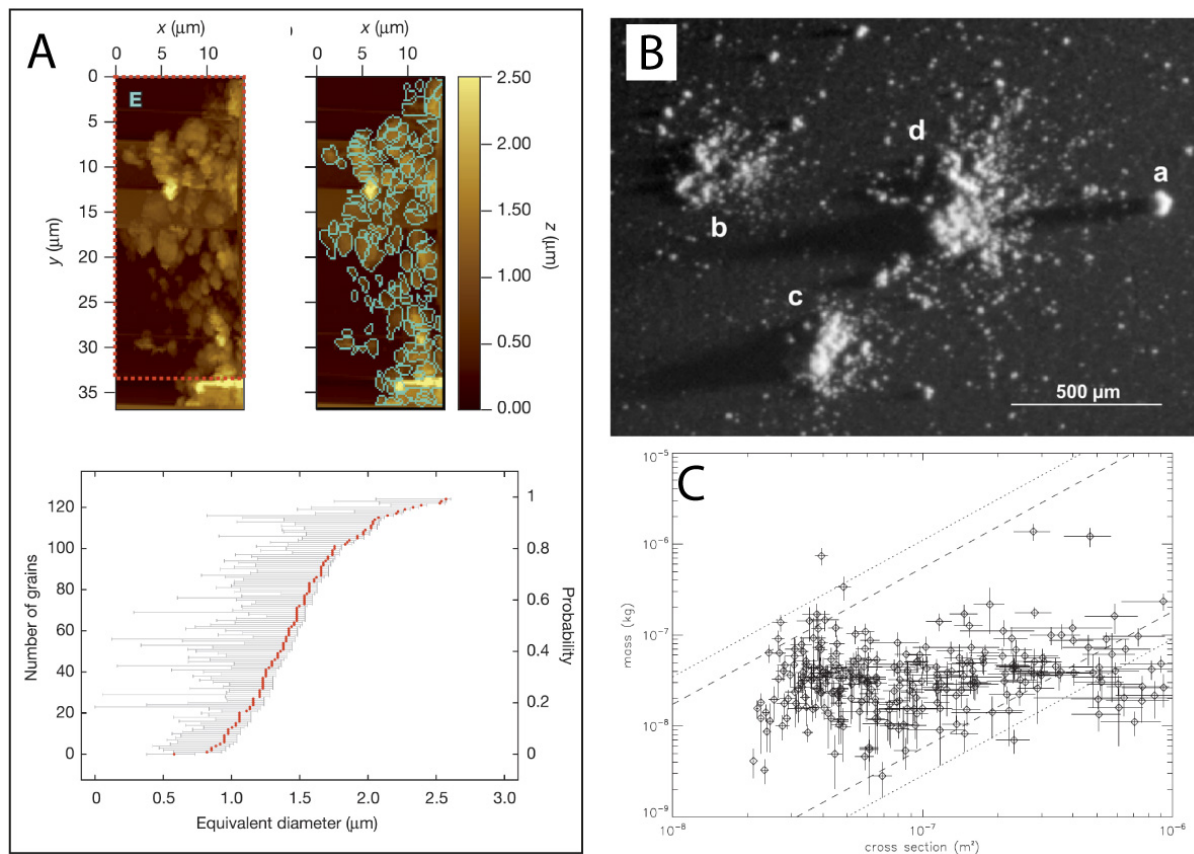 A
x (µm)
0 5 10
x (µm)
0 5 10
E
0
5
10
15
20
25
30
35
y (µm)
2.50
2.00
1.00
0.00
z (µm)
120
100
80
60
40
20
0
Number of grains
1
0.8
0.6
0.4
0.2
0
Probability
0 0.5 1.0 1.5 2.0 2.5 3.0
Equivalent diameter (µm)
B
d
a
b
c
500 µm
C
10⁻⁵
10⁻⁶
10⁻⁷
10⁻⁸
10⁻⁹
mass (kg)
10⁻⁸ 10⁻⁷ 10⁻⁶
cross section (m²)